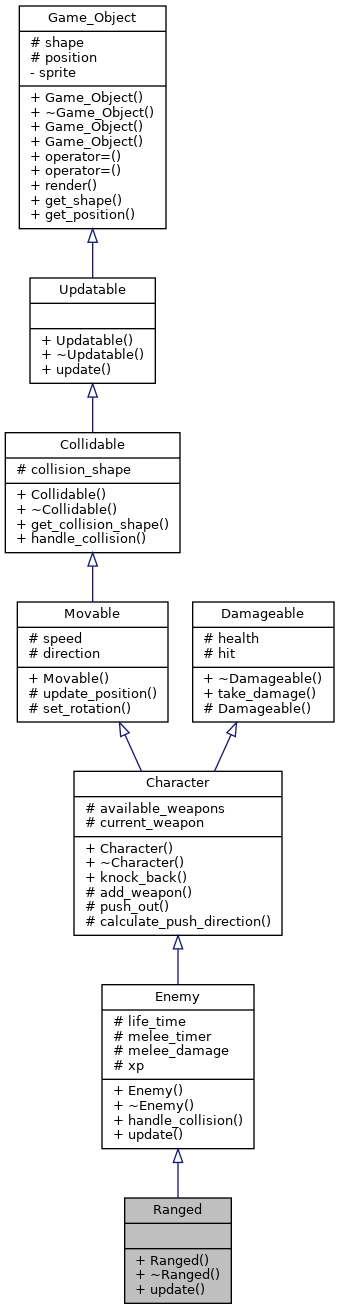 Game_Object
# shape
# position
- sprite
+ Game_Object()
+ ~Game_Object()
+ Game_Object()
+ Game_Object()
+ operator=()
+ operator=()
+ render()
+ get_shape()
+ get_position()
Updatable
+ Updatable()
+ ~Updatable()
+ update()
Collidable
# collision_shape
+ Collidable()
+ ~Collidable()
+ get_collision_shape()
+ handle_collision()
Movable
# speed
# direction
+ Movable()
# update_position()
# set_rotation()
Damageable
# health
# hit
+ ~Damageable()
+ take_damage()
# Damageable()
Character
# available_weapons
# current_weapon
+ Character()
+ ~Character()
+ knock_back()
# add_weapon()
# push_out()
# calculate_push_direction()
Enemy
# life_time
# melee_timer
# melee_damage
# xp
+ Enemy()
+ ~Enemy()
+ handle_collision()
+ update()
Ranged
+ Ranged()
+ ~Ranged()
+ update()